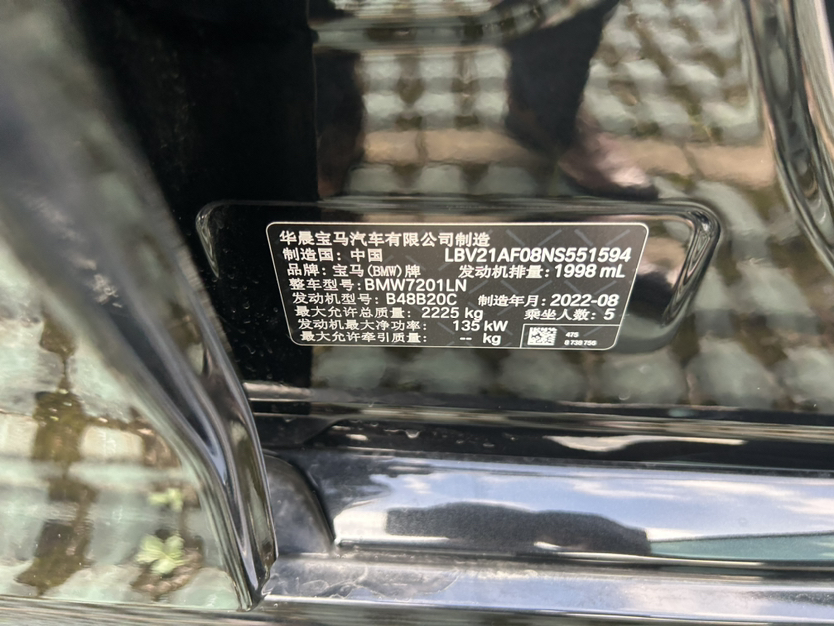 华晨宝马汽车有限公司制造
制造国: 中国 LBV21AF08NS551594
品牌: 宝马(BMW)牌 发动机排量: 1998 mL
整车型号: BMW7201LN
发动机型号: B48B20C 制造年月: 2022-08
最大允许总质量: 2225 kg 乘坐人数: 5
发动机最大净功率: 135 kW
最大允许牵引质量: -- kg
475
8 738 756